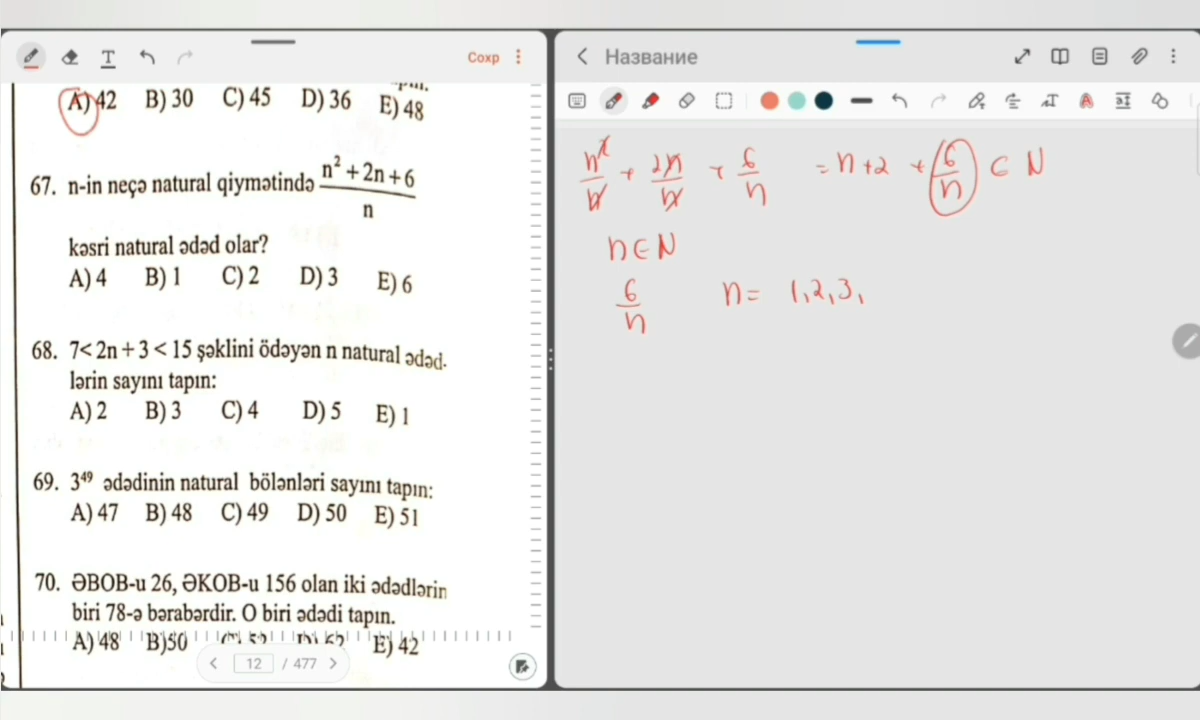 Сохр
A) 42 B) 30 C) 45 D) 36 E) 48
67. n-in neçə natural qiymətində n² + 2n + 6 / n
kəsri natural ədəd olar?
A) 4 B) 1 C) 2 D) 3 E) 6
68. 7 < 2n + 3 < 15 şəklini ödəyən n natural ədəd-
lərin sayını tapın:
A) 2 B) 3 C) 4 D) 5 E) 1
69. 3⁴⁹ ədədinin natural bölənləri sayını tapın:
A) 47 B) 48 C) 49 D) 50 E) 51
70. ƏBOB-u 26, ƏKOB-u 156 olan iki ədədlərin
biri 78-ə bərabərdir. O biri ədədi tapın.
A) 48 B) 50 C) 52 D) 62 E) 42
12 / 477
Название
n²/n + 2n/n + 6/n = n+2 + 6/n ∈ N
n ∈ N
6/n n = 1,2,3,